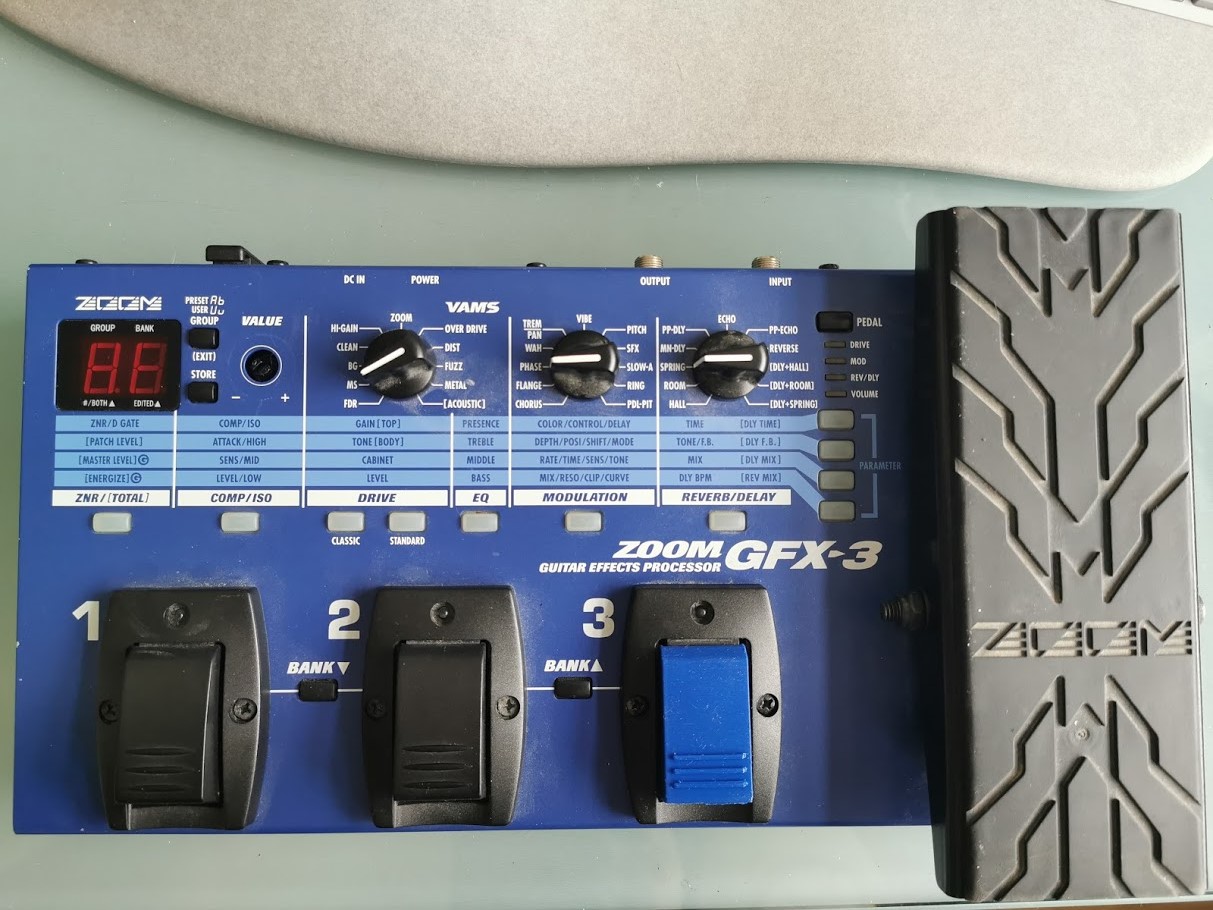 DC IN
POWER
OUTPUT
INPUT
ZOOM
PRESET Ab
USER Uu
GROUP
VALUE
GROUP BANK
8.8.
#/BOTH▲ EDITED▲
(EXIT)
STORE
− +
ZOOM
VAMS
HI-GAIN
CLEAN
BG
MS
FDR
OVER DRIVE
DIST
FUZZ
METAL
[ACOUSTIC]
VIBE
TREM
PAN
WAH
PHASE
FLANGE
CHORUS
PITCH
SFX
SLOW-A
RING
PDL-PIT
ECHO
PP-DLY
MN-DLY
SPRING
ROOM
HALL
PP-ECHO
REVERSE
[DLY+HALL]
[DLY+ROOM]
[DLY+SPRING]
PEDAL
DRIVE
MOD
REV/DLY
VOLUME
ZNR/D GATE COMP/ISO GAIN[TOP] PRESENCE COLOR/CONTROL/DELAY TIME [DLY TIME]
[PATCH LEVEL] ATTACK/HIGH TONE[BODY] TREBLE DEPTH/POSI/SHIFT/MODE TONE/F.B. [DLY F.B.]
[MASTER LEVEL]G SENS/MID CABINET MIDDLE RATE/TIME/SENS/TONE MIX [DLY MIX]
[ENERGIZE]G LEVEL/LOW LEVEL BASS MIX/RESO/CLIP/CURVE DLY BPM [REV MIX]
PARAMETER
ZNR/[TOTAL] COMP/ISO DRIVE EQ MODULATION REVERB/DELAY
CLASSIC STANDARD
ZOOM GFX-3
GUITAR EFFECTS PROCESSOR
1
2
3
BANK▼
BANK▲
ZOOM